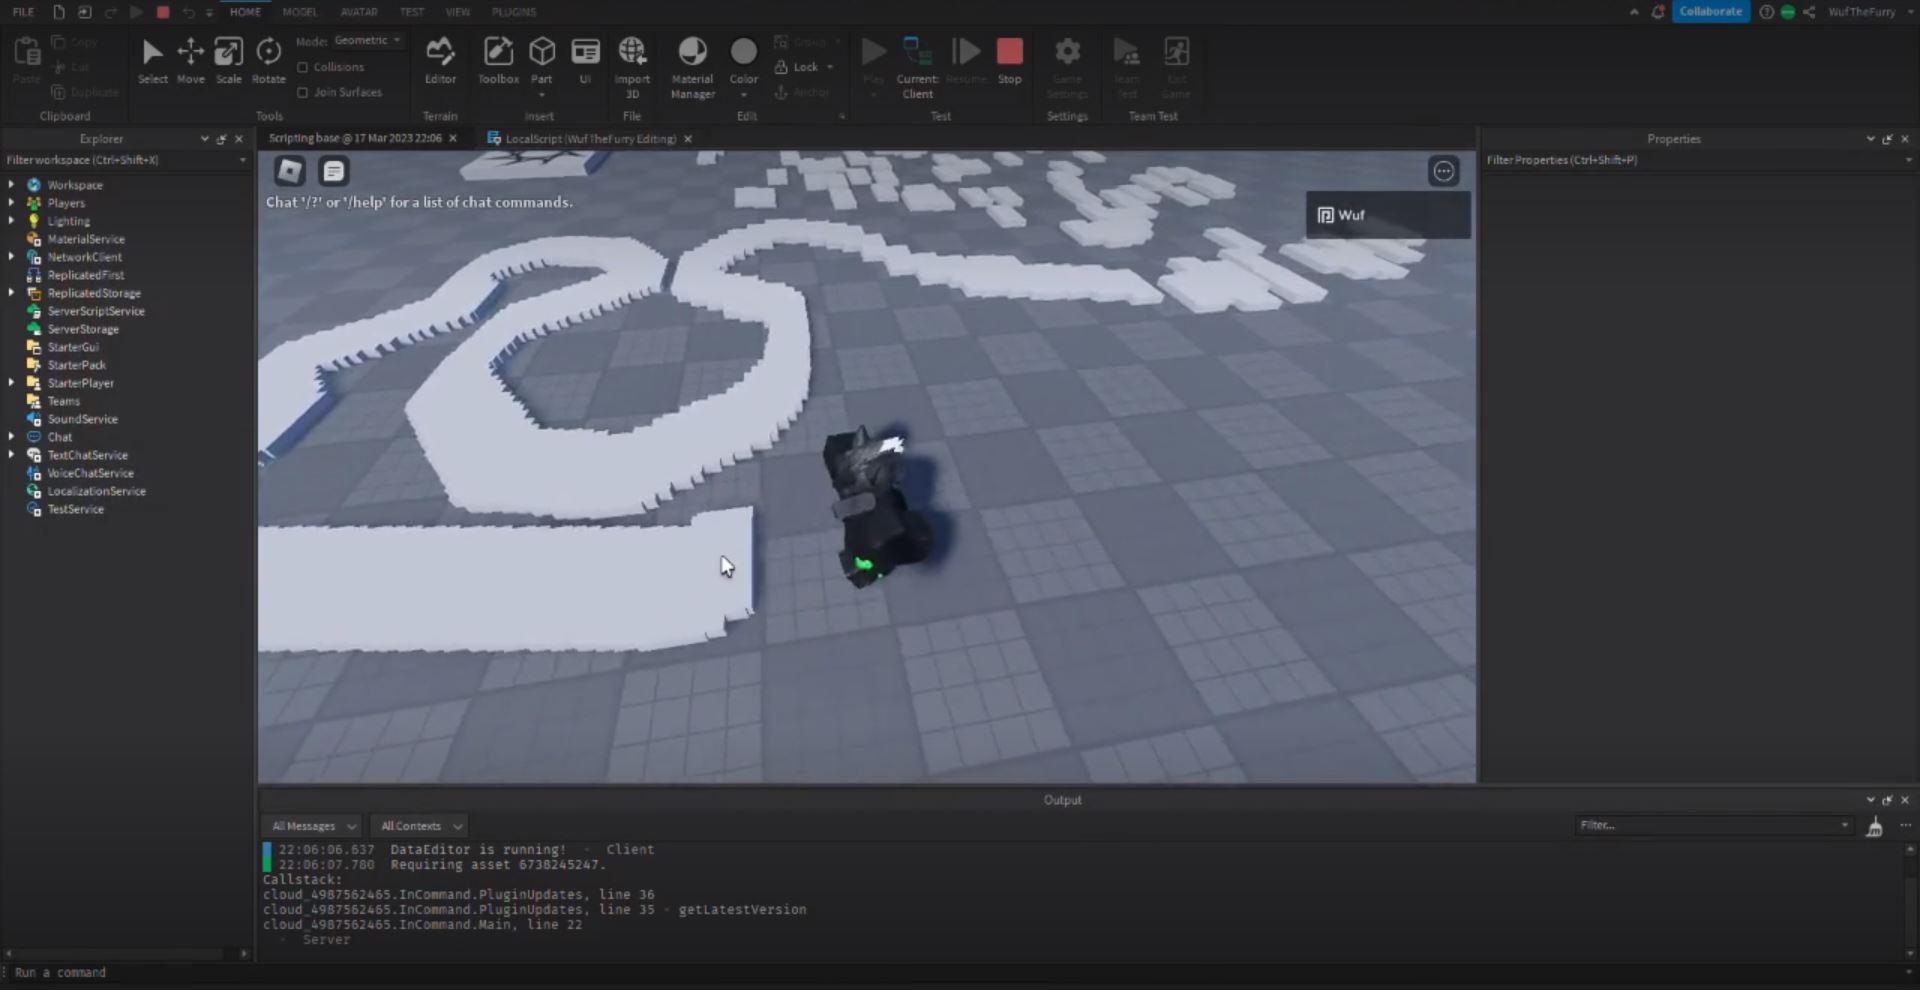 FILE HOME MODEL AVATAR TEST VIEW PLUGINS Collaborate WufTheFurry
Paste Copy Cut Duplicate
Clipboard
Select Move Scale Rotate Mode: Geometric
Collisions
Join Surfaces
Tools
Editor
Terrain
Toolbox Part UI
Insert
Import 3D
File
Material Manager Color Group Lock Anchor
Edit
Play Current: Client Resume Stop
Test
Game Settings
Settings
Team Test Exit Game
Team Test
Explorer
Filter workspace (Ctrl+Shift+X)
Workspace
Players
Lighting
MaterialService
NetworkClient
ReplicatedFirst
ReplicatedStorage
ServerScriptService
ServerStorage
StarterGui
StarterPack
StarterPlayer
Teams
SoundService
Chat
TextChatService
VoiceChatService
LocalizationService
TestService
Scripting base @ 17 Mar 2023 22:06
LocalScript (WufTheFurry Editing)
Chat '/?' or '/help' for a list of chat commands.
Wuf
Properties
Filter Properties (Ctrl+Shift+P)
Output
All Messages All Contexts Filter...
22:06:06.637 DataEditor is running! - Client
22:06:07.780 Requiring asset 6738245247.
Callstack:
cloud_4987562465.InCommand.PluginUpdates, line 36
cloud_4987562465.InCommand.PluginUpdates, line 35 - getLatestVersion
cloud_4987562465.InCommand.Main, line 22
- Server
Run a command